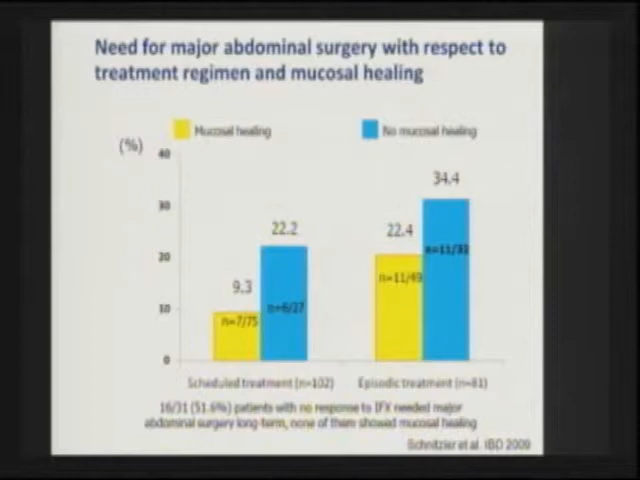 Need for major abdominal surgery with respect to
treatment regimen and mucosal healing
Mucosal healing
No mucosal healing
(%)
40
30
20
10
0
9.3
22.2
22.4
34.4
n=7/75
n=6/27
n=11/49
n=11/32
Scheduled treatment (n=102)
Episodic treatment (n=81)
16/31 (51.6%) patients with no response to IFX needed major
abdominal surgery long-term, none of them showed mucosal healing
Schnitzler et al. IBD 2009